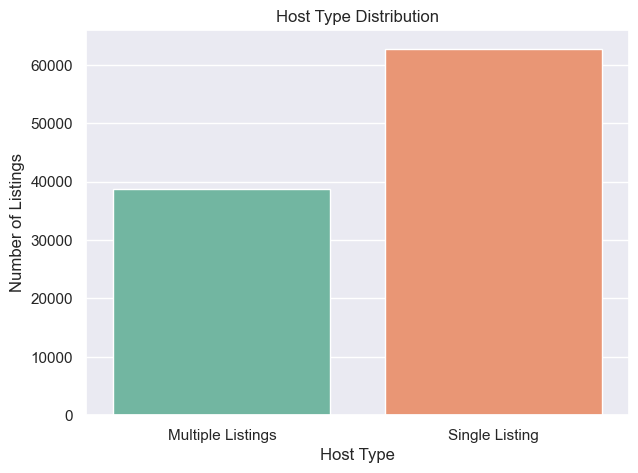 Host Type Distribution
Number of Listings
60000
50000
40000
30000
20000
10000
0
Multiple Listings
Single Listing
Host Type